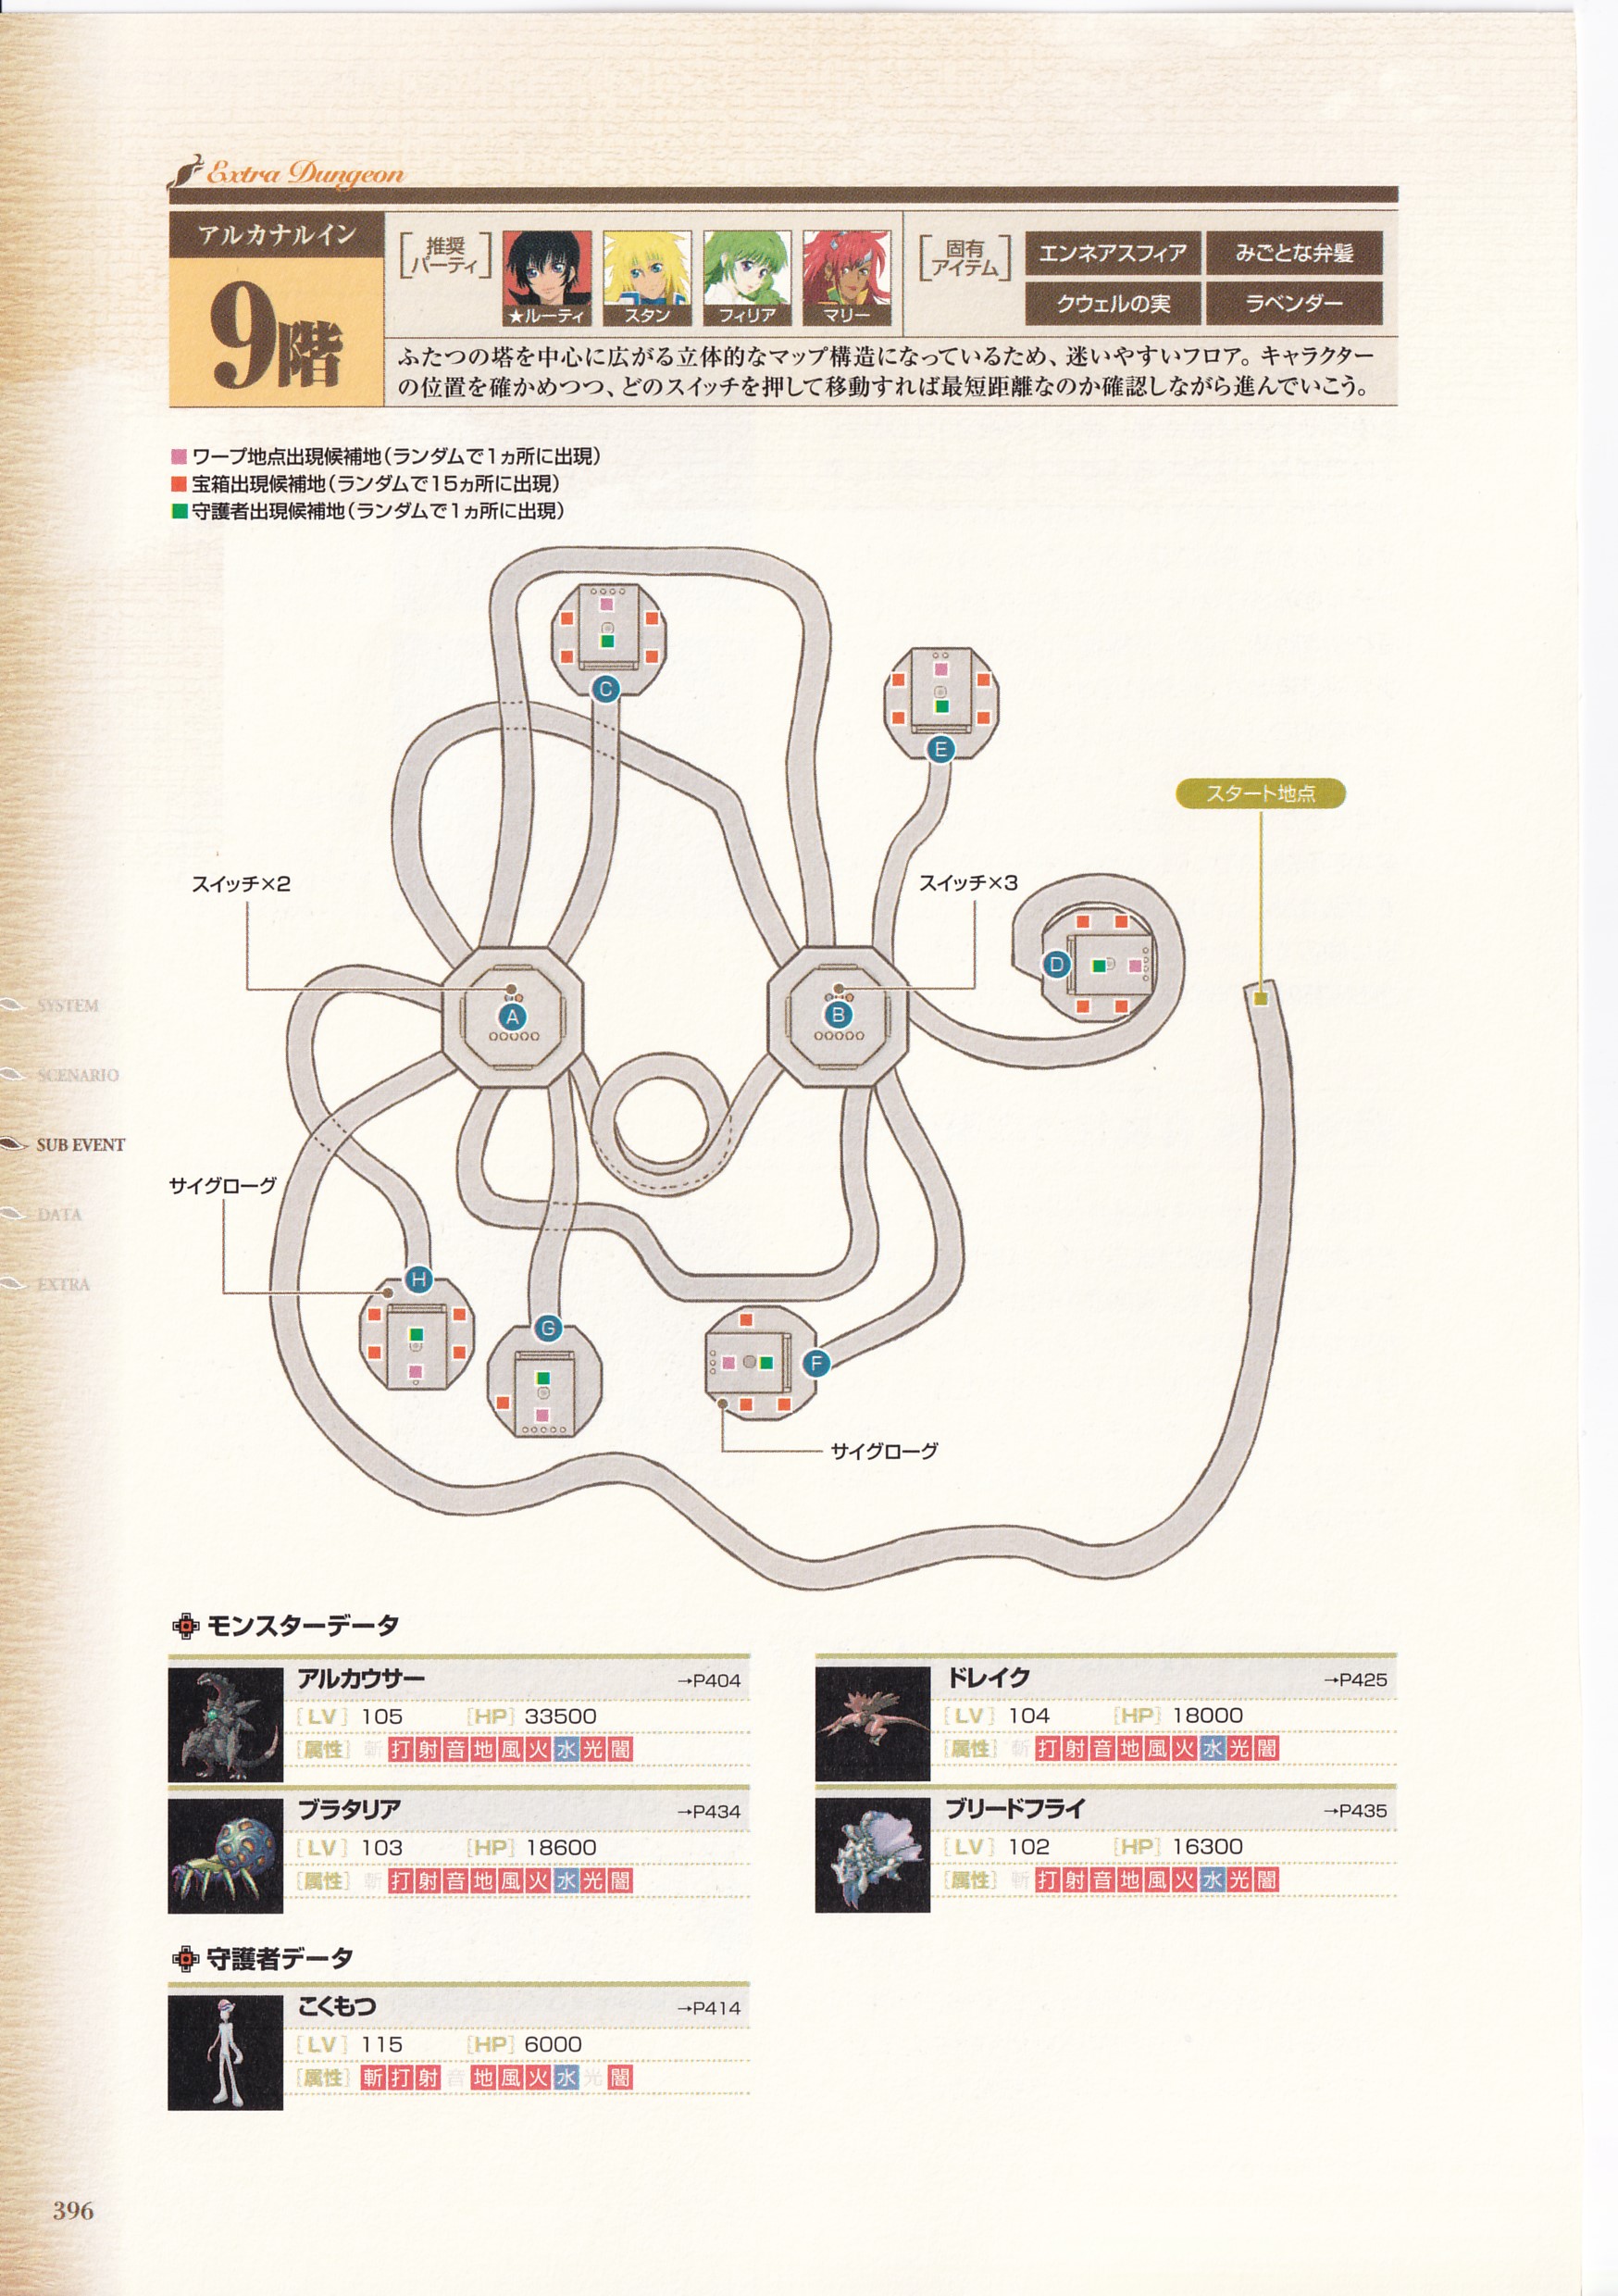 Extra Dungeon
アルカナルイン
9階
[推奨パーティ]
★ルーティ
スタン
フィリア
マリー
[固有アイテム]
エンネアスフィア
みごとな弁髪
クウェルの実
ラベンダー
ふたつの塔を中心に広がる立体的なマップ構造になっているため、迷いやすいフロア。キャラクター
の位置を確かめつつ、どのスイッチを押して移動すれば最短距離なのか確認しながら進んでいこう。
ワープ地点出現候補地(ランダムで1ヵ所に出現)
宝箱出現候補地(ランダムで15ヵ所に出現)
守護者出現候補地(ランダムで1ヵ所に出現)
C
E
スタート地点
スイッチ×2
スイッチ×3
D
A
B
SYSTEM
SCENARIO
SUB EVENT
DATA
EXTRA
サイグローグ
H
G
F
サイグローグ
モンスターデータ
アルカウサー →P404
[LV] 105 [HP] 33500
[属性] 斬打射音地風火水光闇
ドレイク →P425
[LV] 104 [HP] 18000
[属性] 斬打射音地風火水光闇
ブラタリア →P434
[LV] 103 [HP] 18600
[属性] 斬打射音地風火水光闇
ブリードフライ →P435
[LV] 102 [HP] 16300
[属性] 斬打射音地風火水光闇
守護者データ
こくもつ →P414
[LV] 115 [HP] 6000
[属性] 斬打射音地風火水光闇
396